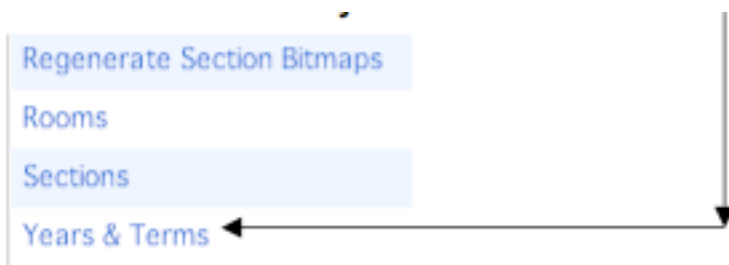 Regenerate Section Bitmaps
Rooms
Sections
Years & Terms